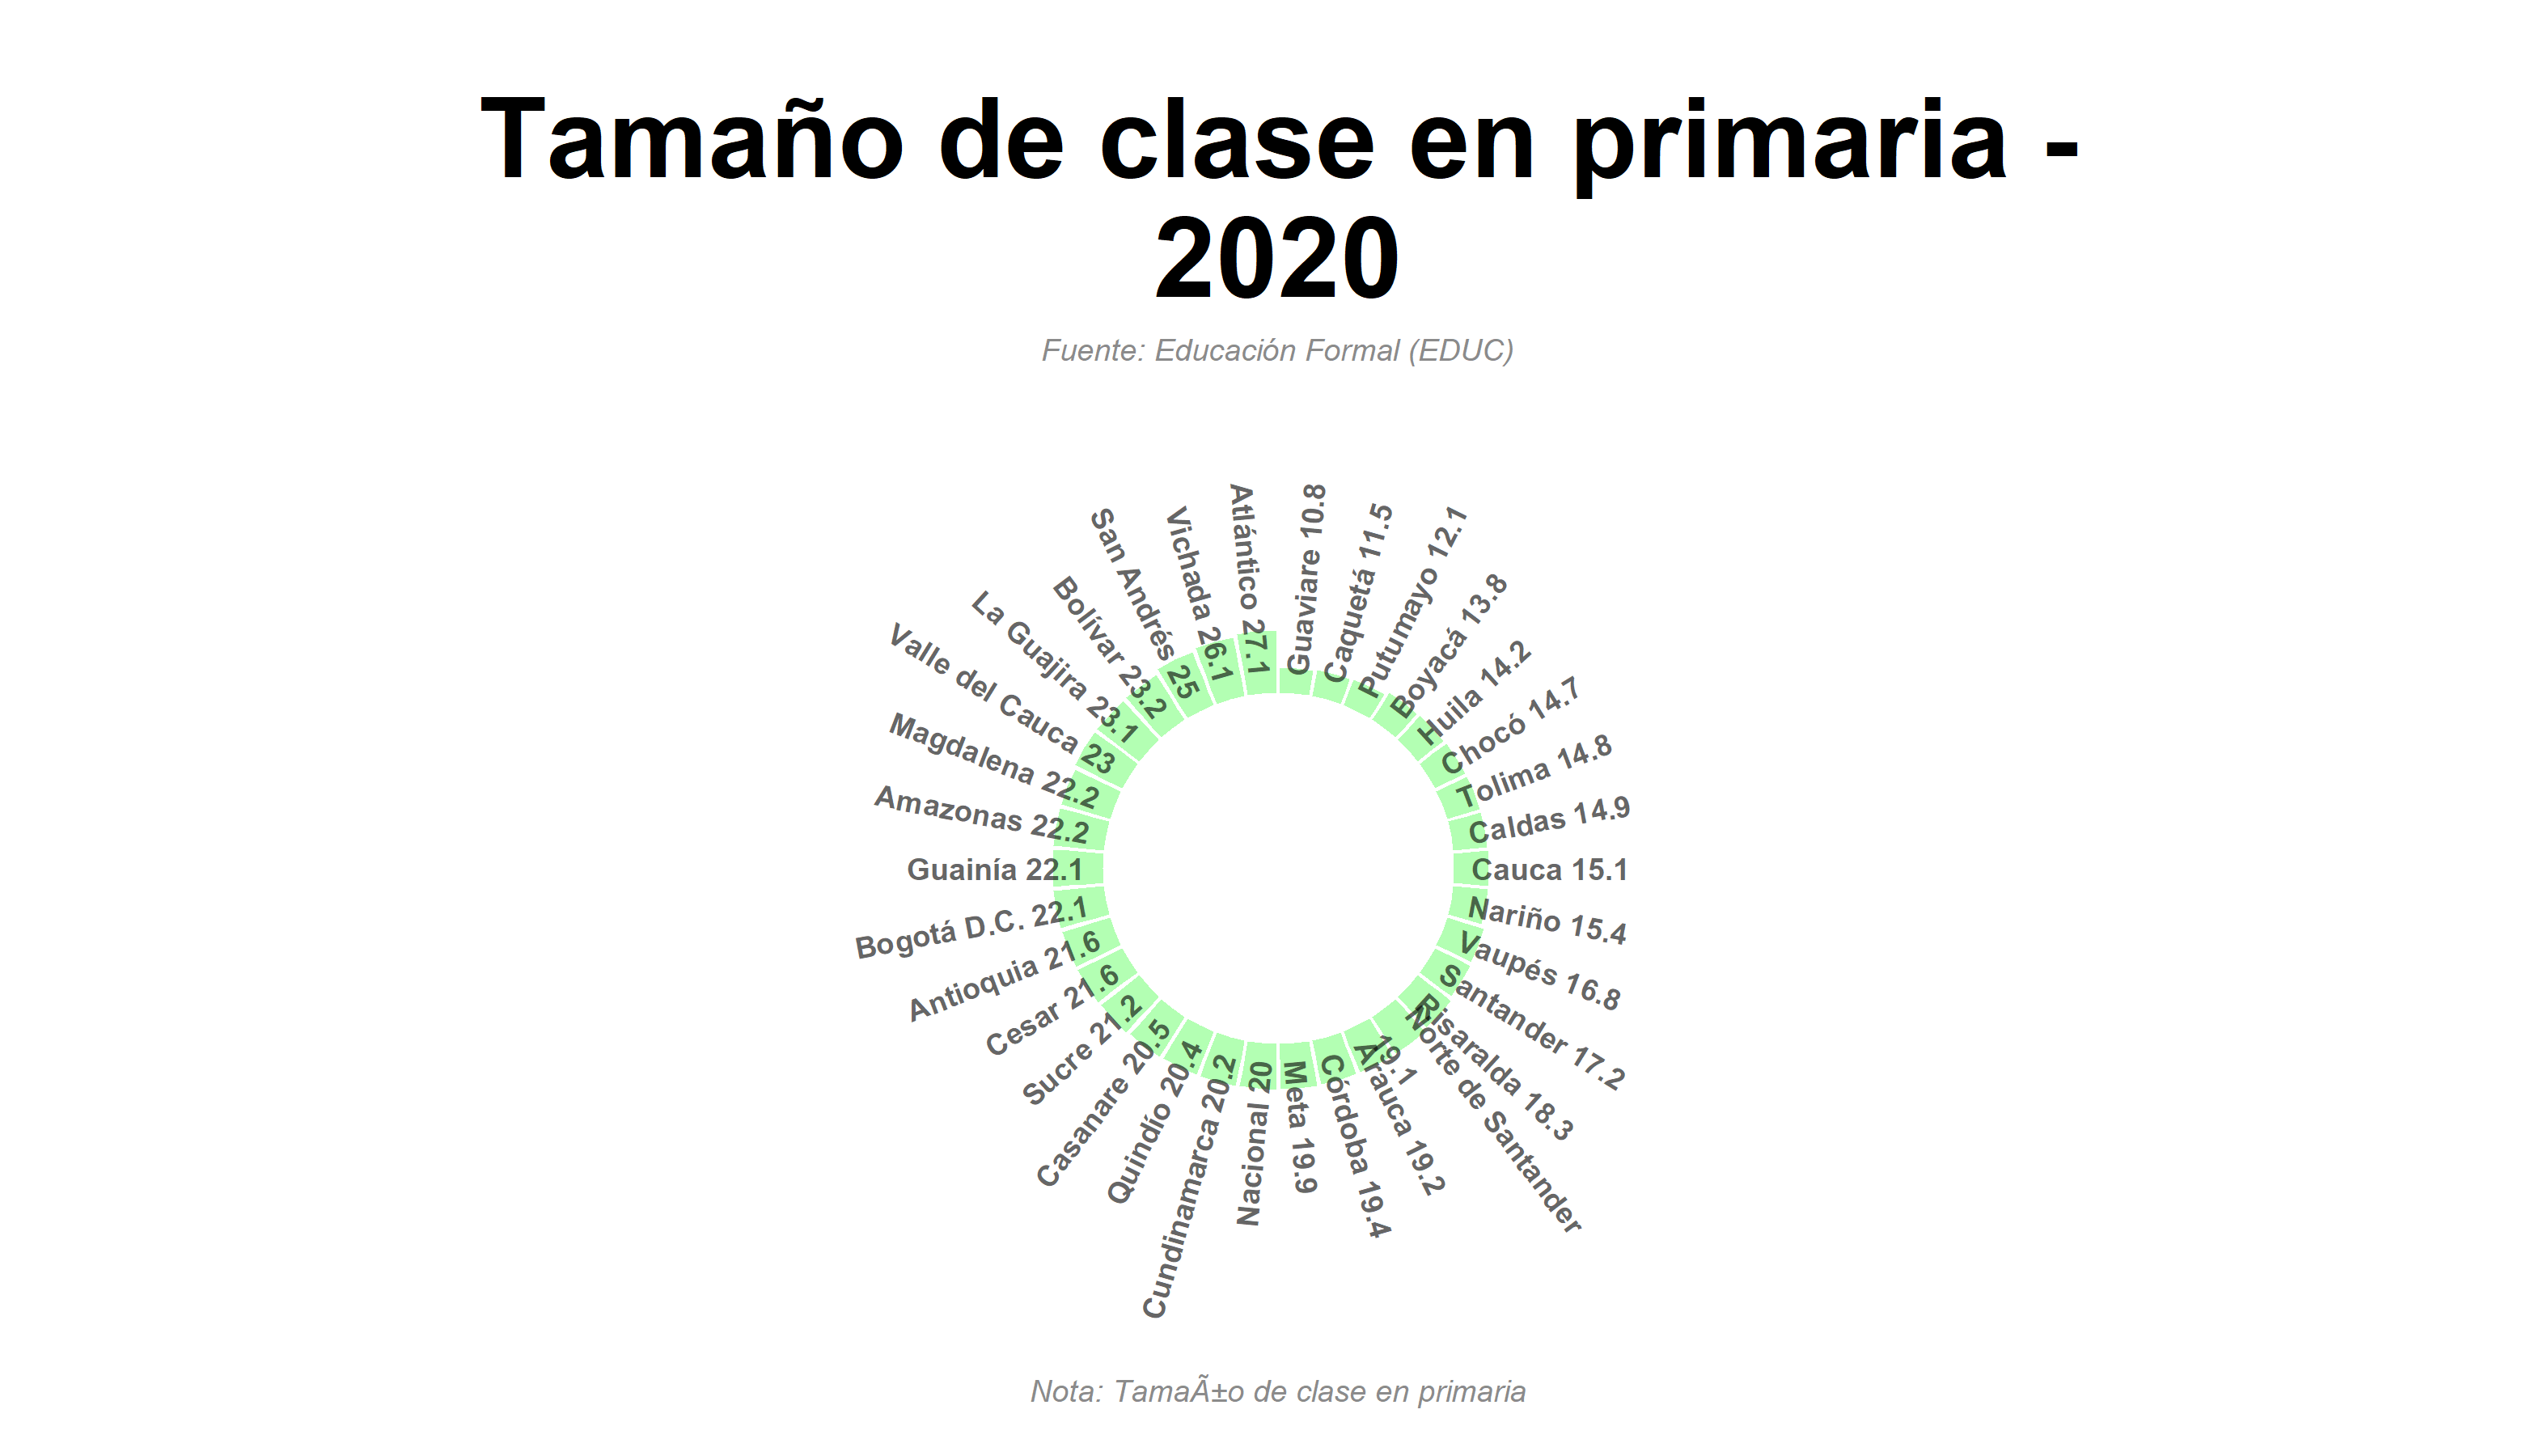 Tamaño de clase en primaria -
2020
Fuente: Educación Formal (EDUC)
Guaviare 10.8
Caquetá 11.5
Putumayo 12.1
Boyacá 13.8
Huila 14.2
Chocó 14.7
Tolima 14.8
Caldas 14.9
Cauca 15.1
Nariño 15.4
Vaupés 16.8
Santander 17.2
Risaralda 18.3
Norte de Santander
19.1
Arauca 19.2
Córdoba 19.4
Meta 19.9
Nacional 20
Cundinamarca 20.2
Quindío 20.4
Casanare 20.5
Sucre 21.2
Cesar 21.6
Antioquia 21.6
Bogotá D.C. 22.1
Guainía 22.1
Amazonas 22.2
Magdalena 22.2
Valle del Cauca 23
La Guajira 23.1
Bolívar 23.2
San Andrés 25
Vichada 26.1
Atlántico 27.1
Nota: TamaÃ±o de clase en primaria